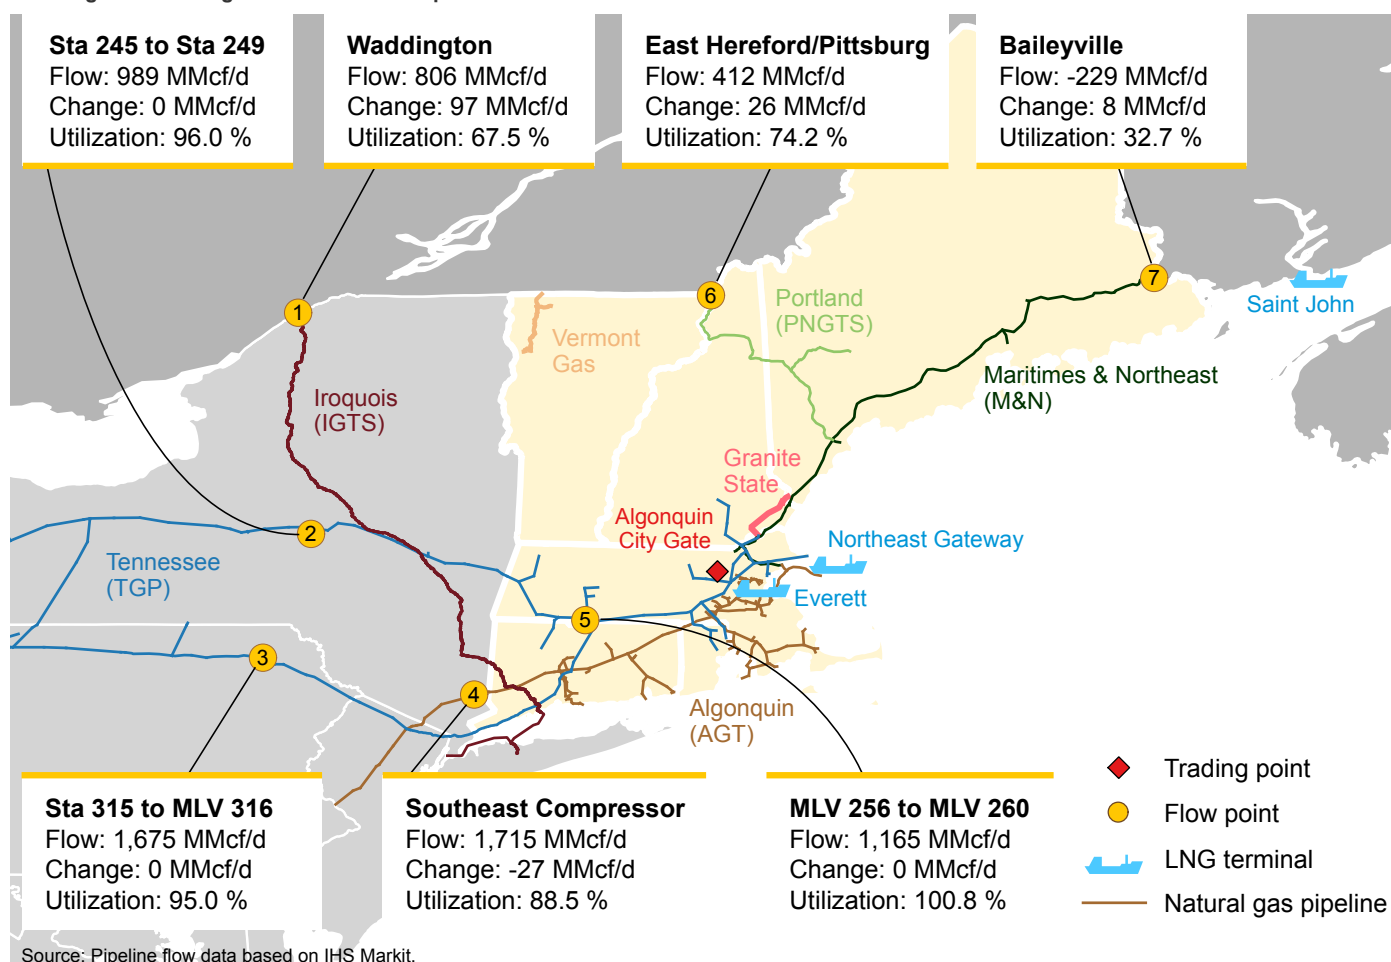 Sta 245 to Sta 249
Flow: 989 MMcf/d
Change: 0 MMcf/d
Utilization: 96.0 %
Waddington
Flow: 806 MMcf/d
Change: 97 MMcf/d
Utilization: 67.5 %
East Hereford/Pittsburg
Flow: 412 MMcf/d
Change: 26 MMcf/d
Utilization: 74.2 %
Baileyville
Flow: -229 MMcf/d
Change: 8 MMcf/d
Utilization: 32.7 %
1
6
7
Portland
(PNGTS)
Saint John
Vermont
Gas
Maritimes & Northeast
(M&N)
Iroquois
(IGTS)
Granite
State
Algonquin
City Gate
2
Northeast Gateway
Tennessee
(TGP)
Everett
5
3
4
Algonquin
(AGT)
Sta 315 to MLV 316
Flow: 1,675 MMcf/d
Change: 0 MMcf/d
Utilization: 95.0 %
Southeast Compressor
Flow: 1,715 MMcf/d
Change: -27 MMcf/d
Utilization: 88.5 %
MLV 256 to MLV 260
Flow: 1,165 MMcf/d
Change: 0 MMcf/d
Utilization: 100.8 %
Trading point
Flow point
LNG terminal
Natural gas pipeline
Source: Pipeline flow data based on IHS Markit.